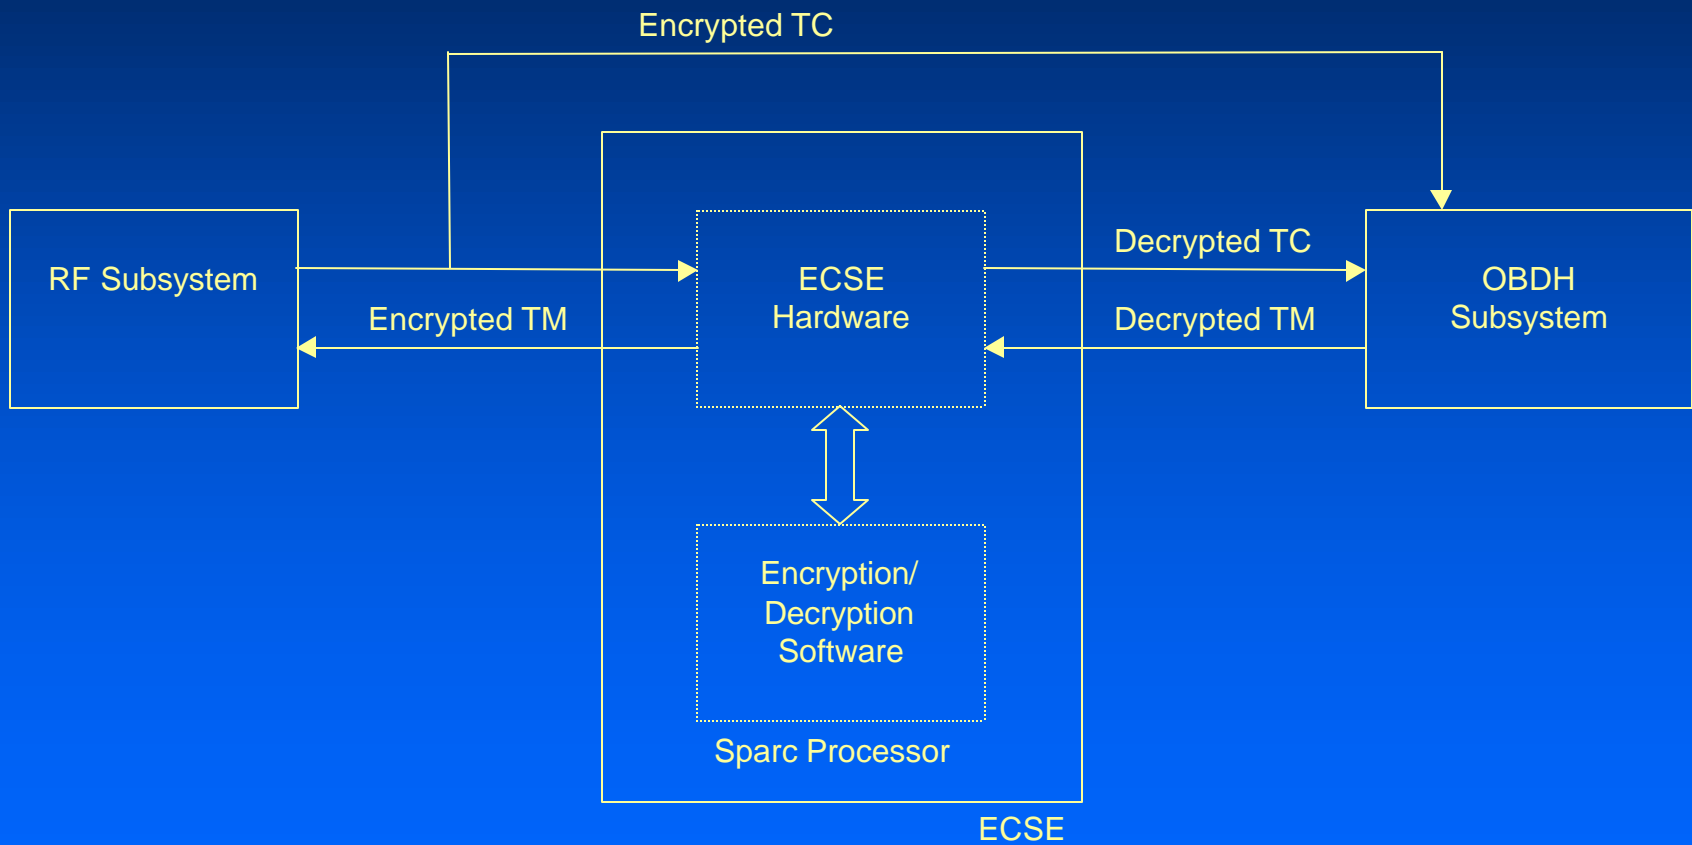 Encrypted TC
RF Subsystem
Encrypted TM
ECSE
Hardware
Decrypted TC
Decrypted TM
OBDH
Subsystem
Encryption/
Decryption
Software
Sparc Processor
ECSE